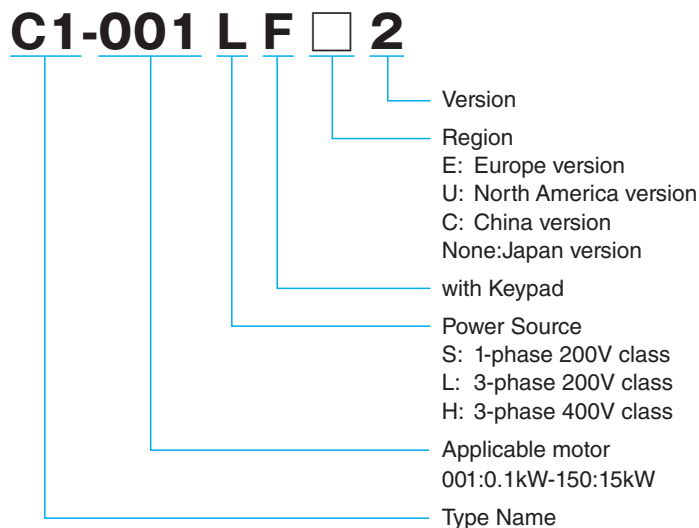 C1-001 L F □ 2
Version
Region
E: Europe version
U: North America version
C: China version
None:Japan version
with Keypad
Power Source
S: 1-phase 200V class
L: 3-phase 200V class
H: 3-phase 400V class
Applicable motor
001:0.1kW-150:15kW
Type Name